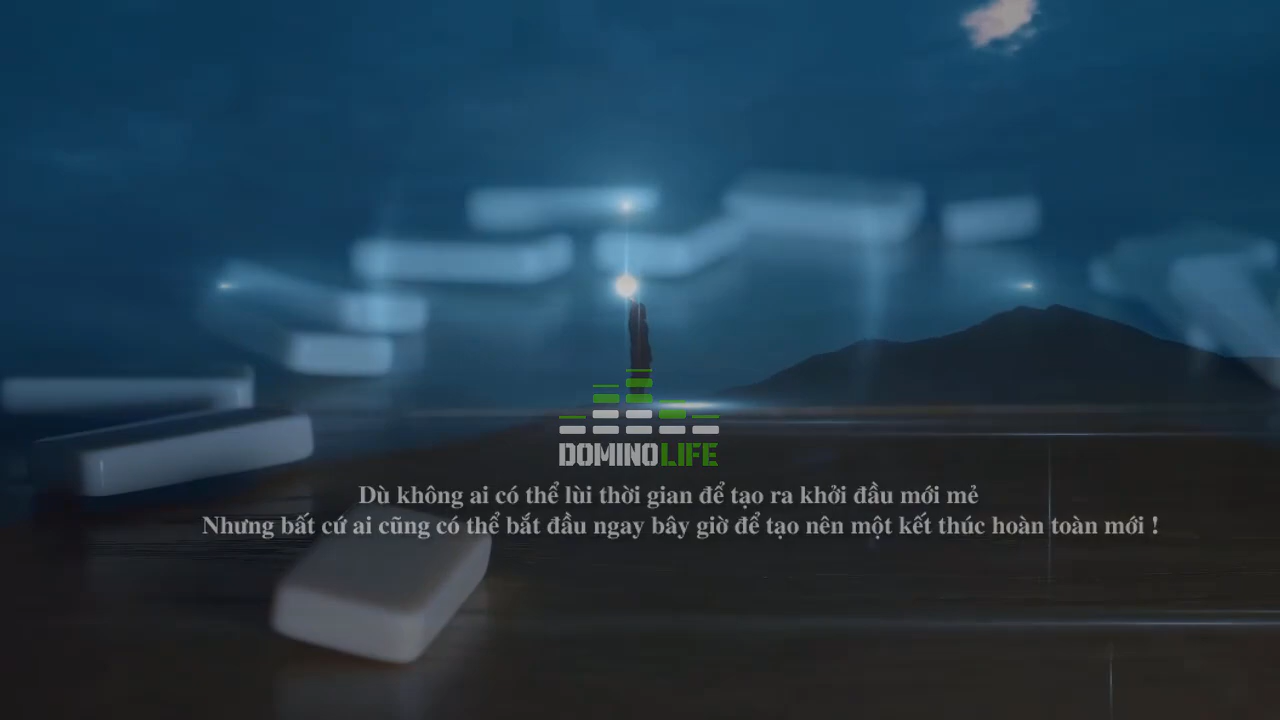 DOMINOLIFE
Dù không ai có thể lùi thời gian để tạo ra khởi đầu mới mẻ
Nhưng bất cứ ai cũng có thể bắt đầu ngay bây giờ để tạo nên một kết thúc hoàn toàn mới !